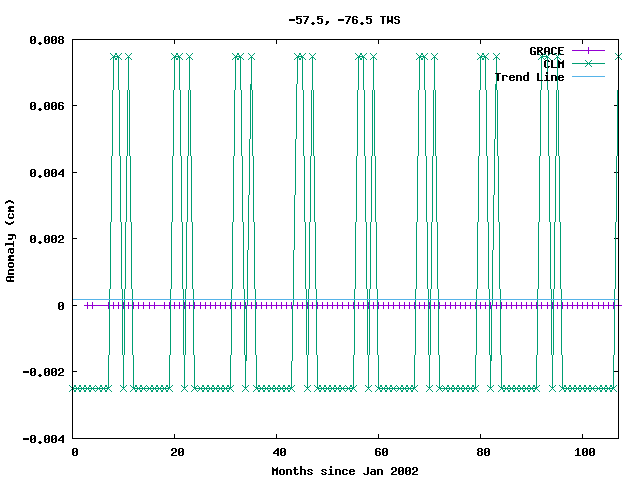 -57.5, -76.5 TWS
GRACE
CLM
Trend Line
0.008
0.006
0.004
0.002
0
-0.002
-0.004
Anomaly (cm)
0 20 40 60 80 100
Months since Jan 2002